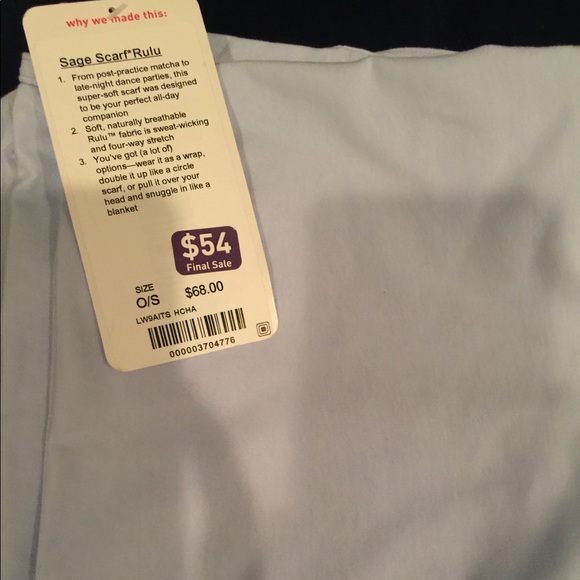 why we made this:
Sage Scarf*Rulu
1. From post-practice matcha to
late-night dance parties, this
super-soft scarf was designed
to be your perfect all-day
companion
2. Soft, naturally breathable
Rulu™ fabric is sweat-wicking
and four-way stretch
3. You've got (a lot of)
options—wear it as a wrap,
double it up like a circle
scarf, or pull it over your
head and snuggle in like a
blanket
$54
Final Sale
SIZE
O/S $68.00
LW9AITS HCHA
000003704776